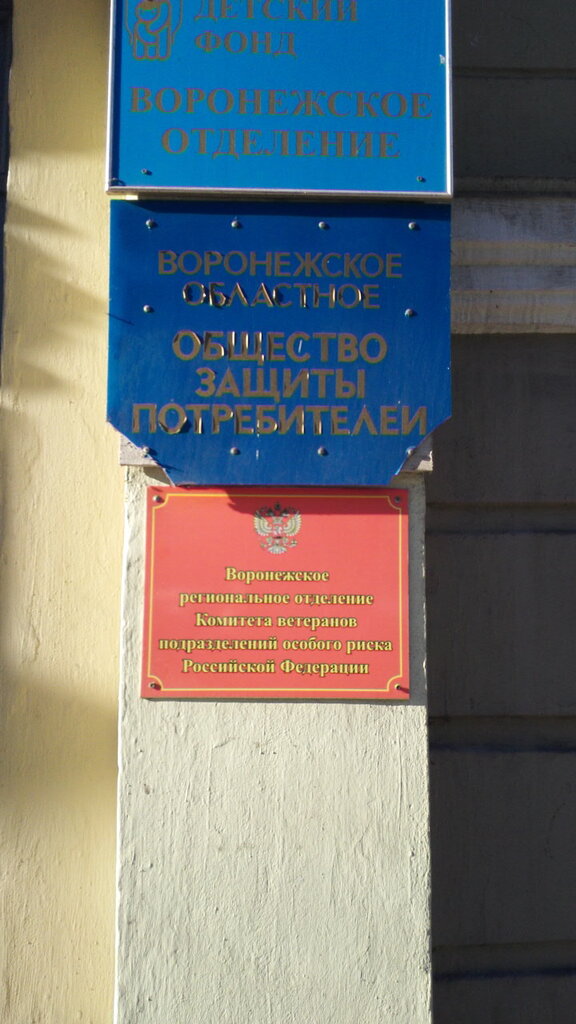 ДЕТСКИЙ
ФОНД
ВОРОНЕЖСКОЕ
ОТДЕЛЕНИЕ
ВОРОНЕЖСКОЕ
ОБЛАСТНОЕ
ОБЩЕСТВО
ЗАЩИТЫ
ПОТРЕБИТЕЛЕЙ
Воронежское
региональное отделение
Комитета ветеранов
подразделений особого риска
Российской Федерации